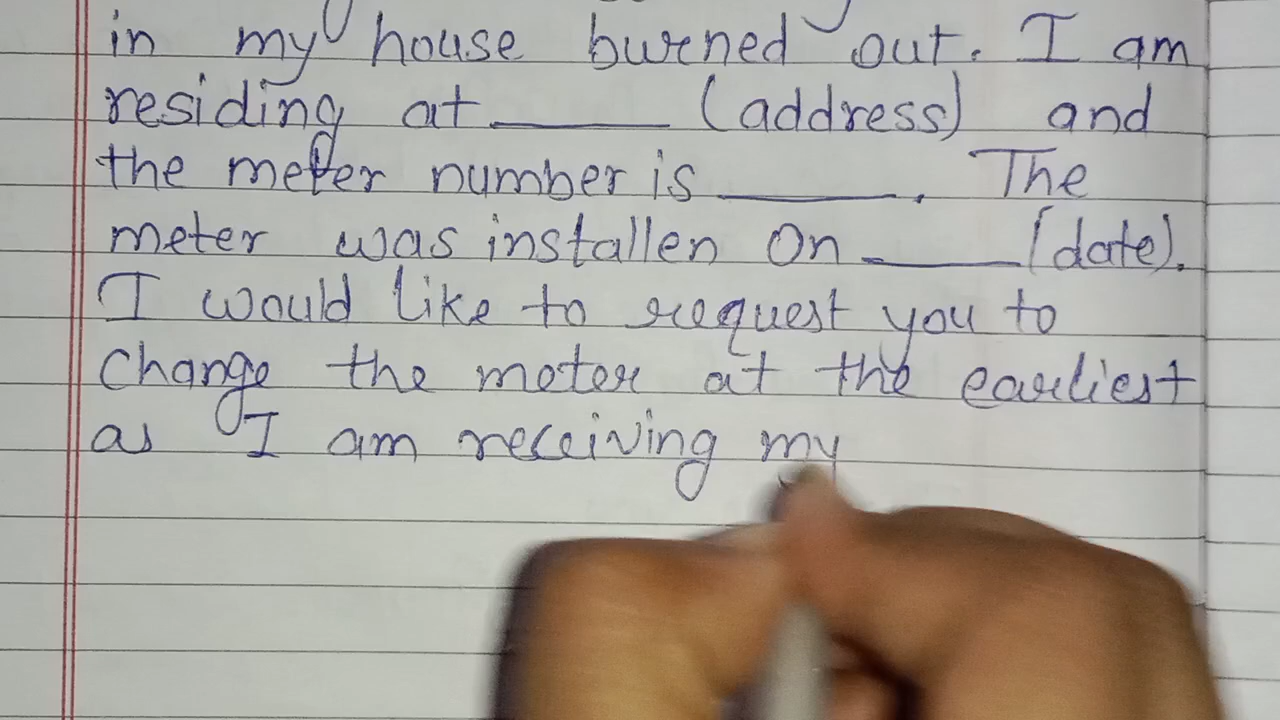 in my house burned out. I am
residing at ______ (address) and
the meter number is ______. The
meter was installen On ______ (date).
I would like to request you to
change the meter at the earliest
as I am receiving my